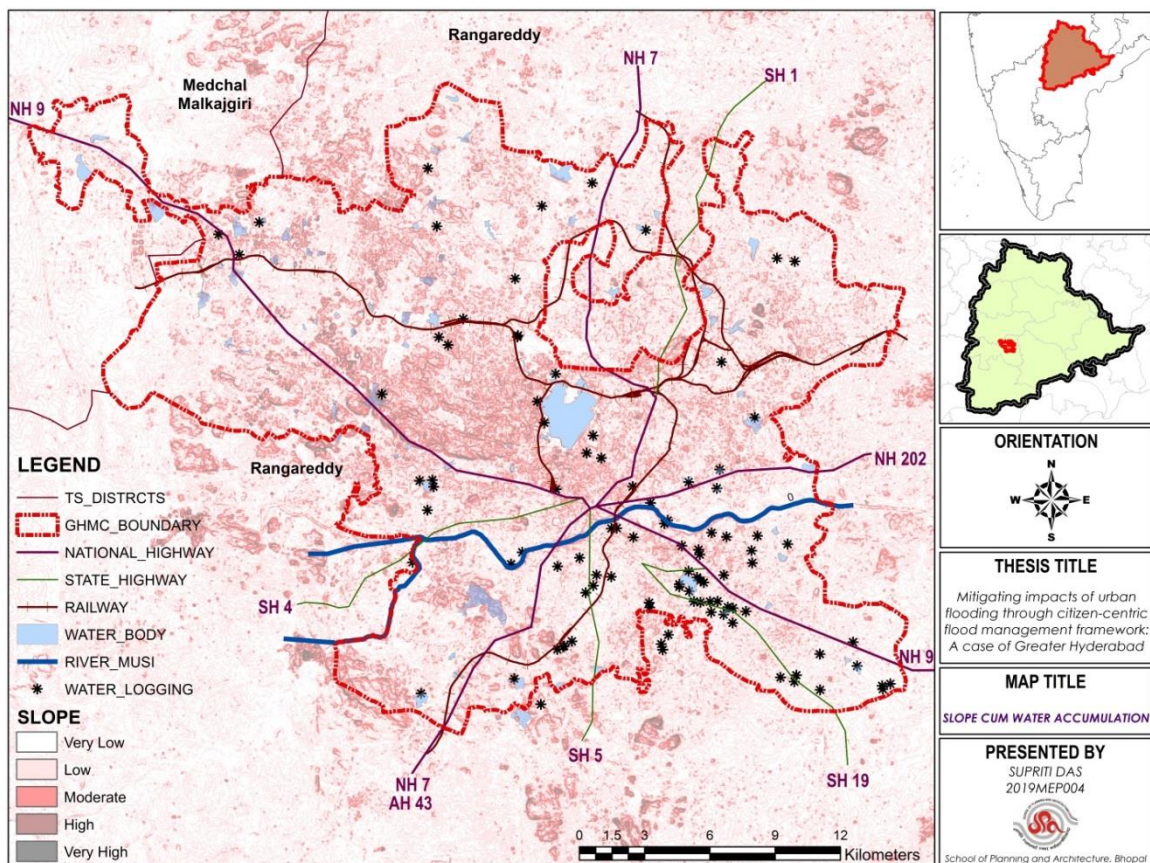 Rangareddy
NH 7
SH 1
Medchal
Malkajgiri
NH 9
Rangareddy
NH 202
0
SH 4
NH 9
SH 5
SH 19
NH 7
AH 43
LEGEND
TS_DISTRCTS
GHMC_BOUNDARY
NATIONAL_HIGHWAY
STATE_HIGHWAY
RAILWAY
WATER_BODY
RIVER_MUSI
WATER_LOGGING
SLOPE
Very Low
Low
Moderate
High
Very High
0 1.5 3 6 9 12
Kilometers
ORIENTATION
N
W E
S
THESIS TITLE
Mitigating impacts of urban
flooding through citizen-centric
flood management framework:
A case of Greater Hyderabad
MAP TITLE
SLOPE CUM WATER ACCUMULATION
PRESENTED BY
SUPRITI DAS
2019MEP004
School of Planning and Architecture, Bhopal